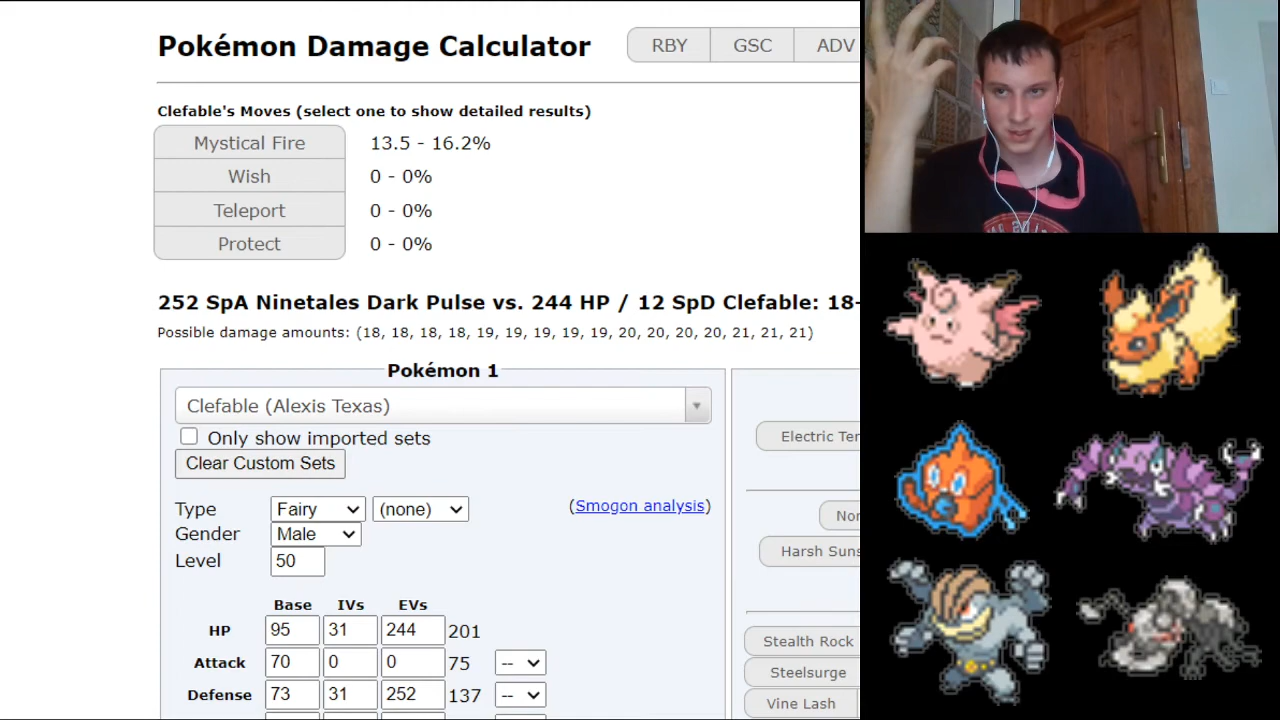 Pokémon Damage Calculator
RBY GSC ADV
Clefable's Moves (select one to show detailed results)
Mystical Fire 13.5 - 16.2%
Wish 0 - 0%
Teleport 0 - 0%
Protect 0 - 0%
252 SpA Ninetales Dark Pulse vs. 244 HP / 12 SpD Clefable: 18-
Possible damage amounts: (18, 18, 18, 18, 19, 19, 19, 19, 19, 20, 20, 20, 20, 21, 21, 21)
Pokémon 1
Clefable (Alexis Texas)
Only show imported sets
Clear Custom Sets
Electric Ter
Type Fairy (none) (Smogon analysis)
Gender Male
Level 50
Nor
Harsh Suns
Base IVs EVs
HP 95 31 244 201
Attack 70 0 0 75 --
Defense 73 31 252 137 --
Stealth Rock
Steelsurge
Vine Lash